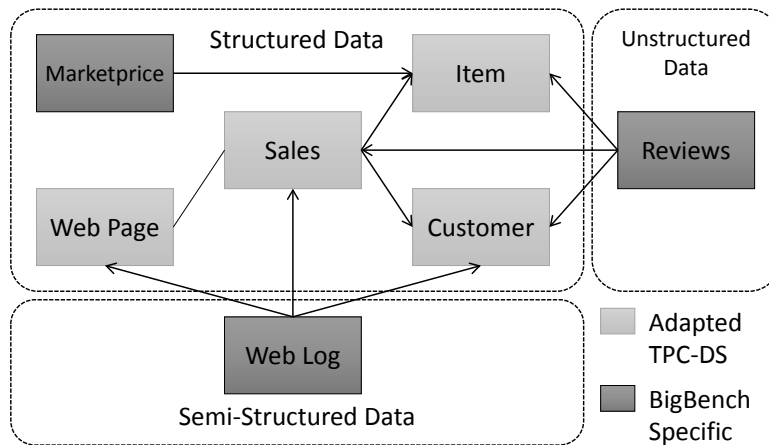 Structured Data
Unstructured
Data
Marketprice
Item
Sales
Reviews
Web Page
Customer
Web Log
Semi-Structured Data
Adapted
TPC-DS
BigBench
Specific